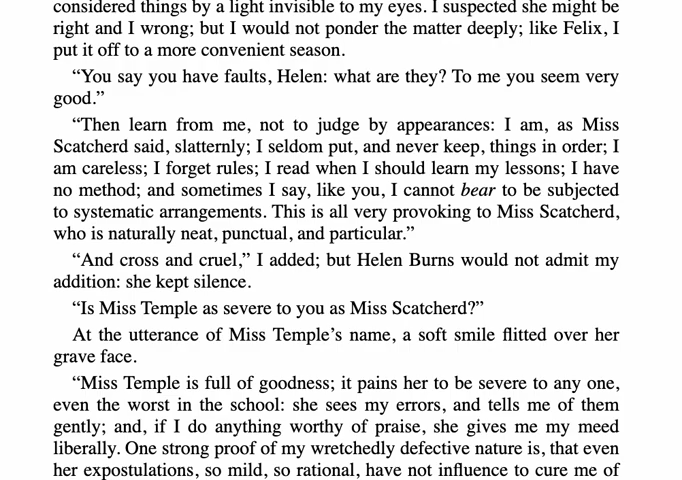 considered things by a light invisible to my eyes. I suspected she might be
right and I wrong; but I would not ponder the matter deeply; like Felix, I
put it off to a more convenient season.
“You say you have faults, Helen: what are they? To me you seem very
good.”
“Then learn from me, not to judge by appearances: I am, as Miss
Scatcherd said, slatternly; I seldom put, and never keep, things in order; I
am careless; I forget rules; I read when I should learn my lessons; I have
no method; and sometimes I say, like you, I cannot bear to be subjected
to systematic arrangements. This is all very provoking to Miss Scatcherd,
who is naturally neat, punctual, and particular.”
“And cross and cruel,” I added; but Helen Burns would not admit my
addition: she kept silence.
“Is Miss Temple as severe to you as Miss Scatcherd?”
At the utterance of Miss Temple’s name, a soft smile flitted over her
grave face.
“Miss Temple is full of goodness; it pains her to be severe to any one,
even the worst in the school: she sees my errors, and tells me of them
gently; and, if I do anything worthy of praise, she gives me my meed
liberally. One strong proof of my wretchedly defective nature is, that even
her expostulations, so mild, so rational, have not influence to cure me of